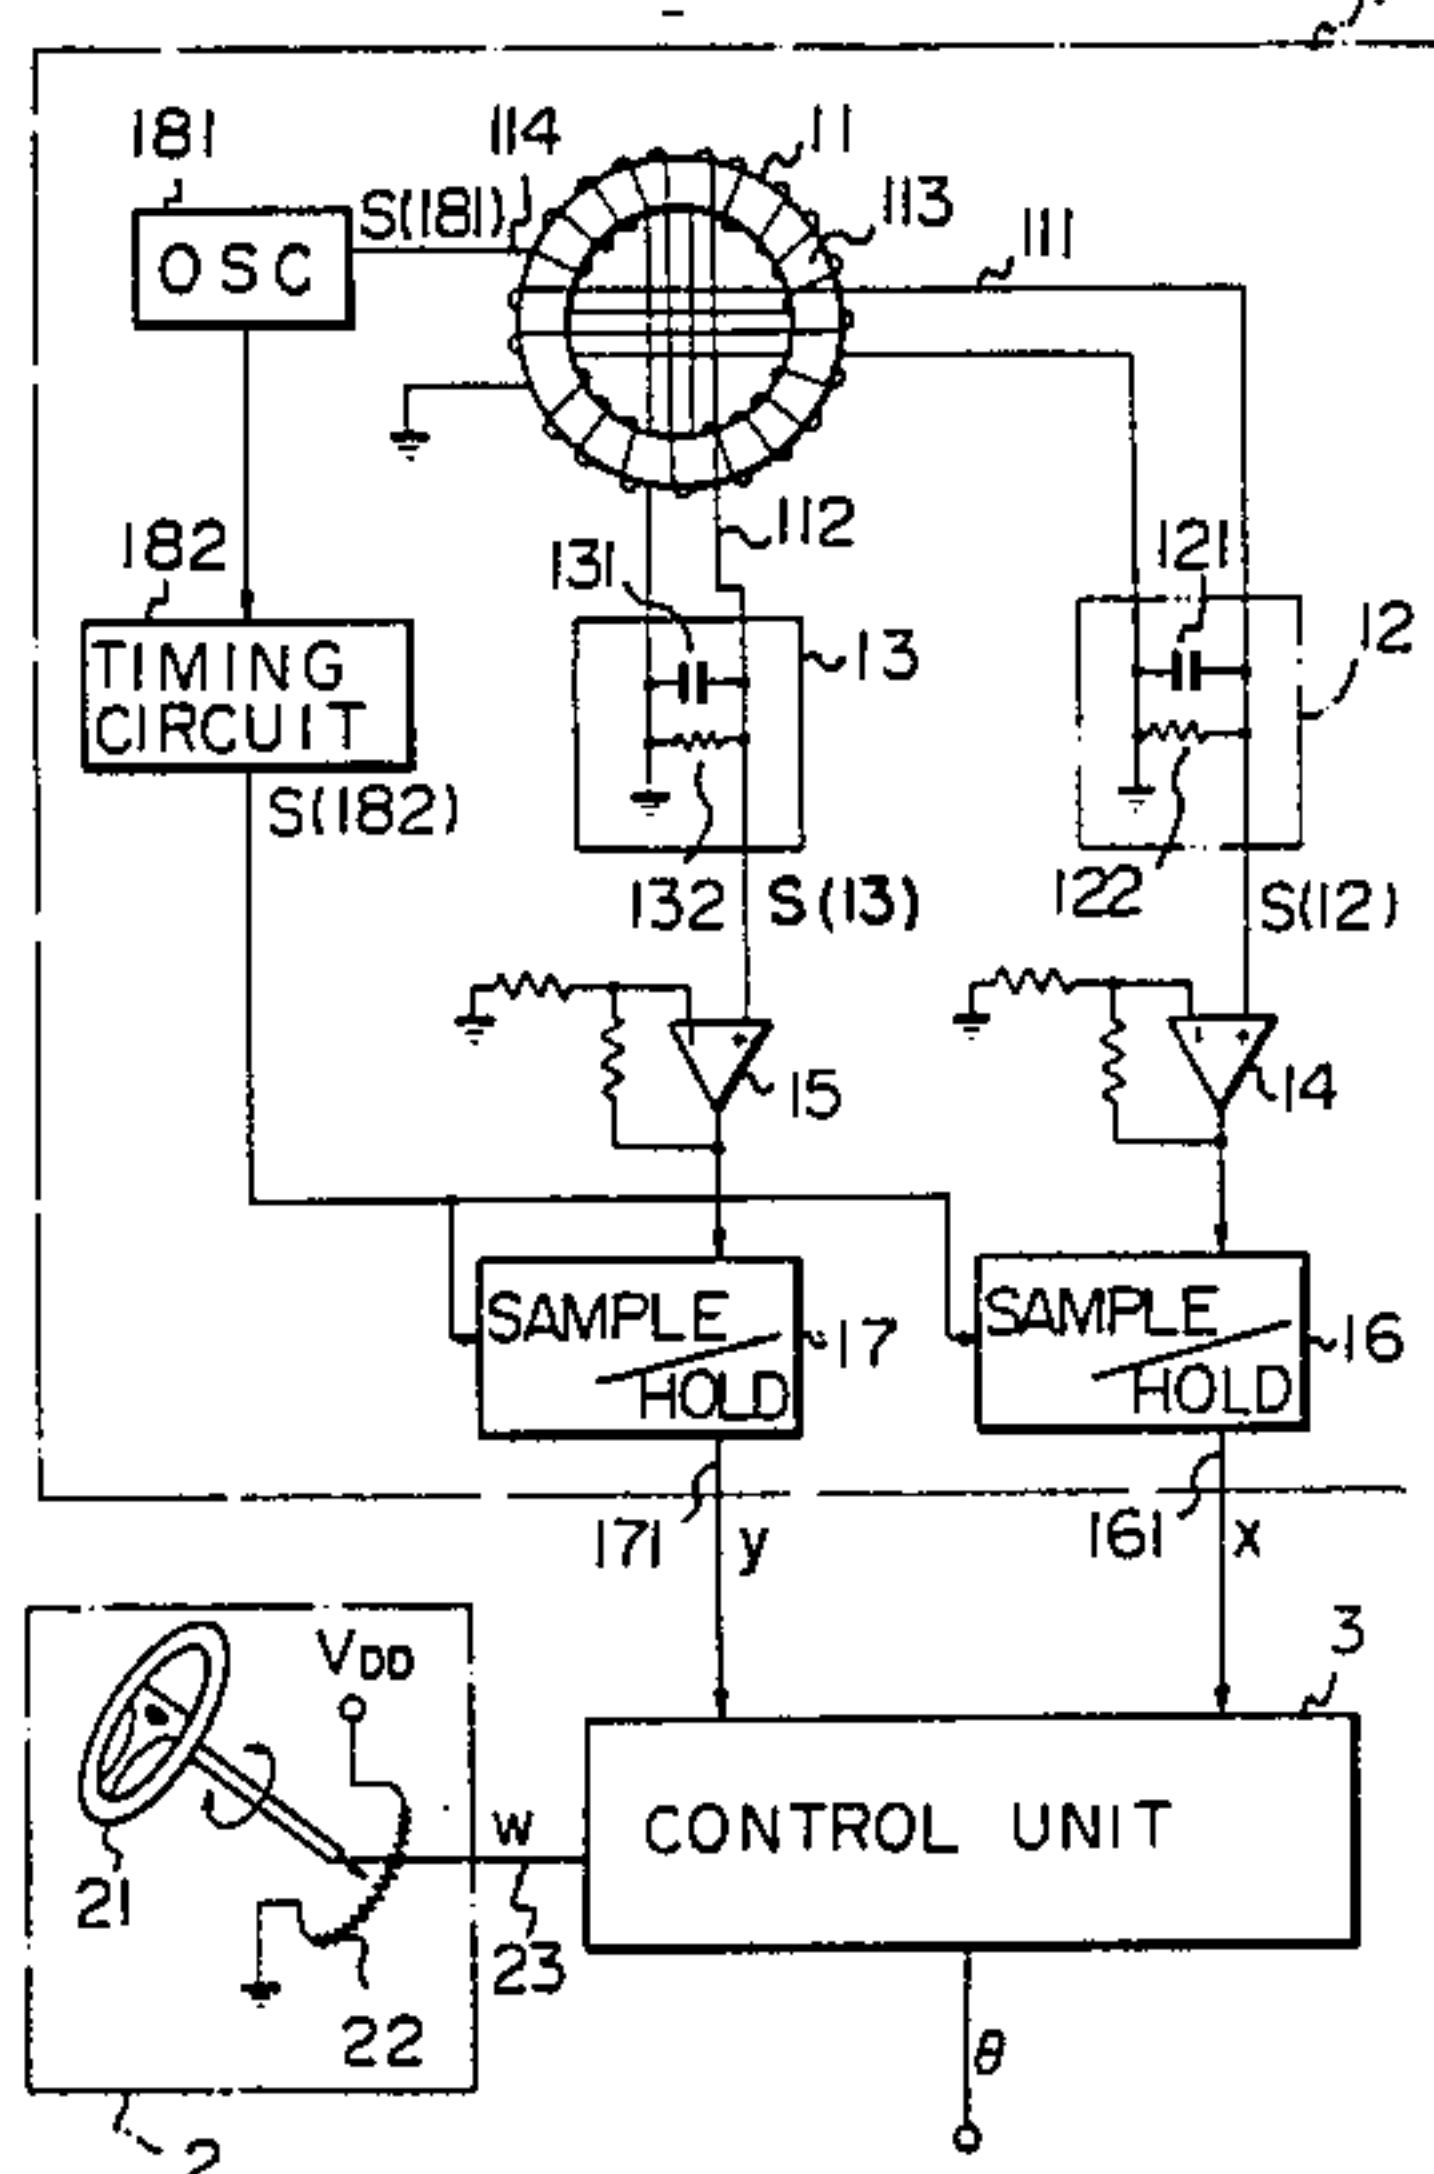 181
114
11
S(181)
113
111
OSC
112
182
131
121
TIMING
CIRCUIT
13
12
S(182)
132
S(13)
122
S(12)
15
14
SAMPLE
/HOLD
17
SAMPLE
/HOLD
16
171
y
161
x
VDD
3
W
CONTROL UNIT
21
23
22
θ
2